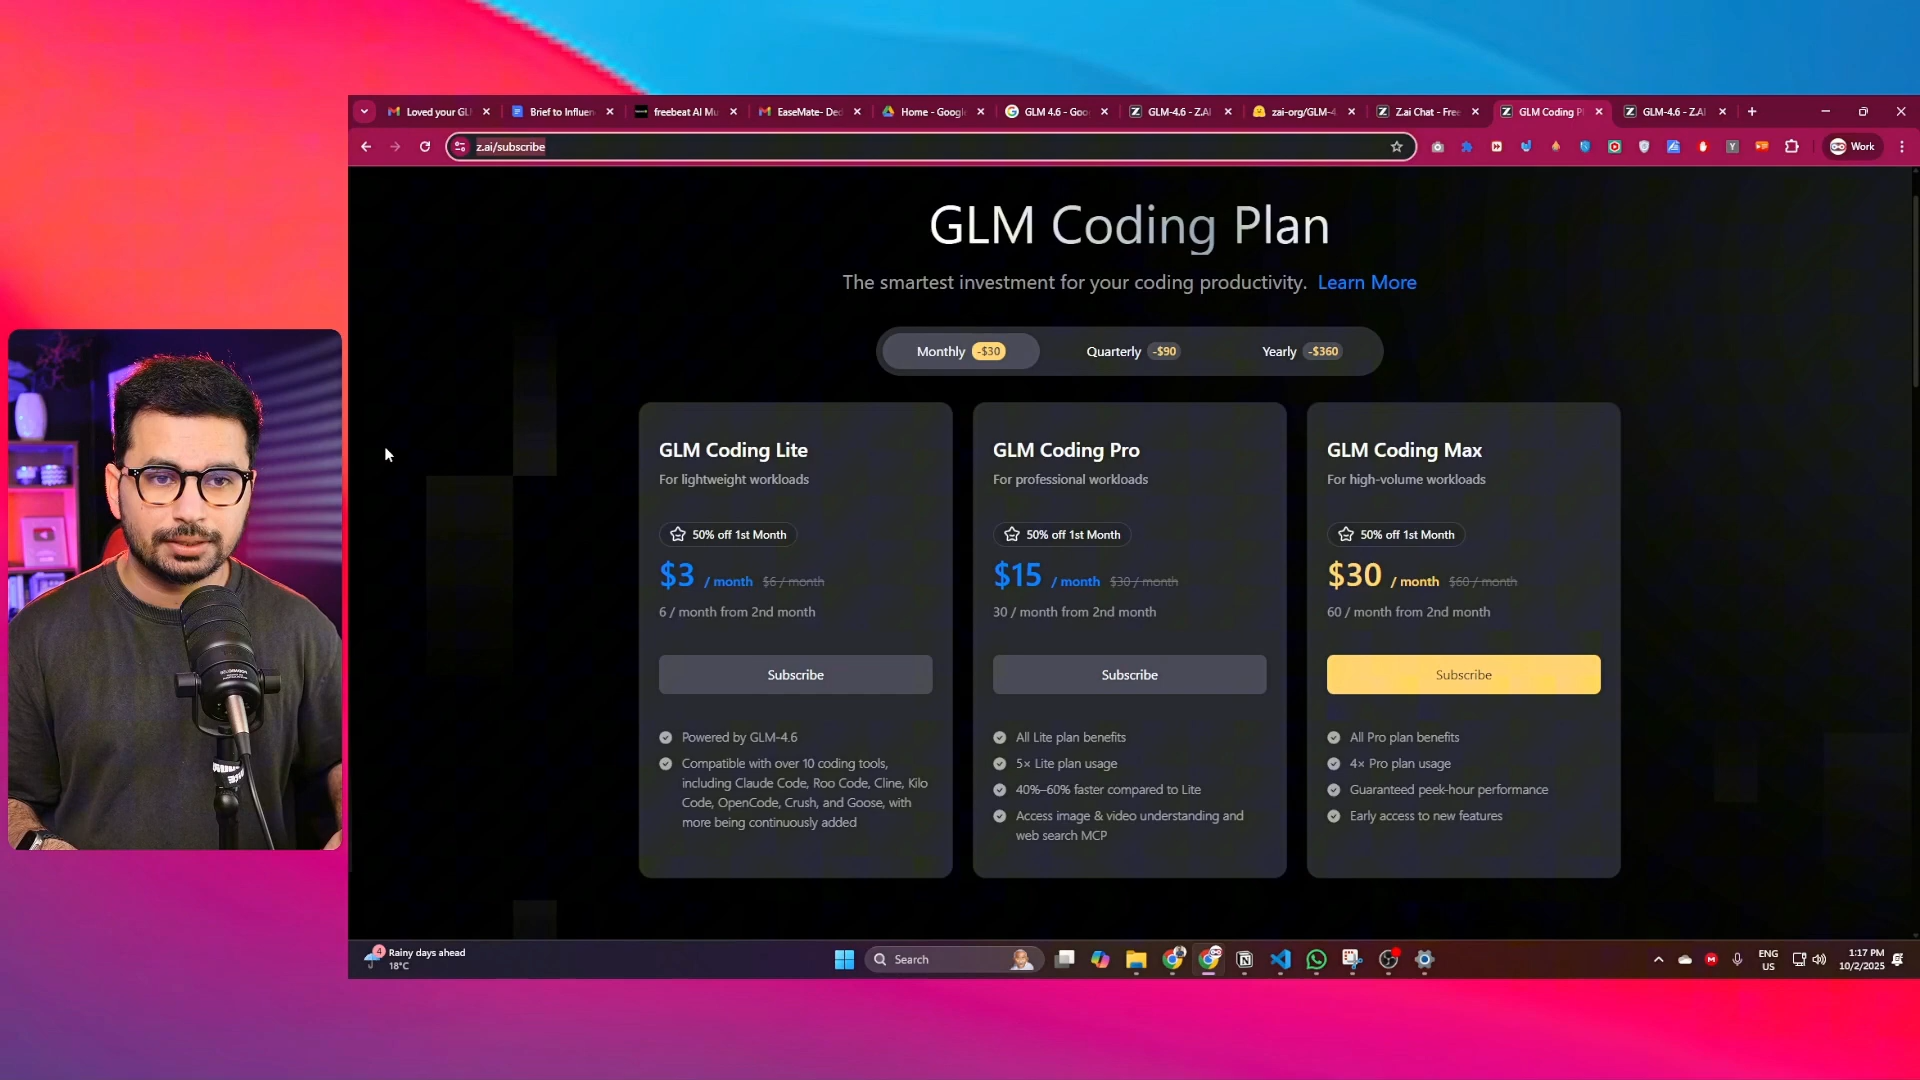 Loved your GL
Brief to Influen
freebeat AI Mu
EaseMate- Ded
Home - Googl
GLM 4.6 - Goo
GLM-4.6 - Z.AI
zai-org/GLM-4.
Z.ai Chat - Free
GLM Coding Pl
GLM-4.6 - Z.AI
z.ai/subscribe
Work
GLM Coding Plan
The smartest investment for your coding productivity. Learn More
Monthly -$30
Quarterly -$90
Yearly -$360
GLM Coding Lite
For lightweight workloads
50% off 1st Month
$3 / month $6 / month
6 / month from 2nd month
Subscribe
Powered by GLM-4.6
Compatible with over 10 coding tools,
including Claude Code, Roo Code, Cline, Kilo
Code, OpenCode, Crush, and Goose, with
more being continuously added
GLM Coding Pro
For professional workloads
50% off 1st Month
$15 / month $30 / month
30 / month from 2nd month
Subscribe
All Lite plan benefits
5× Lite plan usage
40%–60% faster compared to Lite
Access image & video understanding and
web search MCP
GLM Coding Max
For high-volume workloads
50% off 1st Month
$30 / month $60 / month
60 / month from 2nd month
Subscribe
All Pro plan benefits
4× Pro plan usage
Guaranteed peek-hour performance
Early access to new features
4
Rainy days ahead
18°C
Search
ENG
US
1:17 PM
10/2/2025